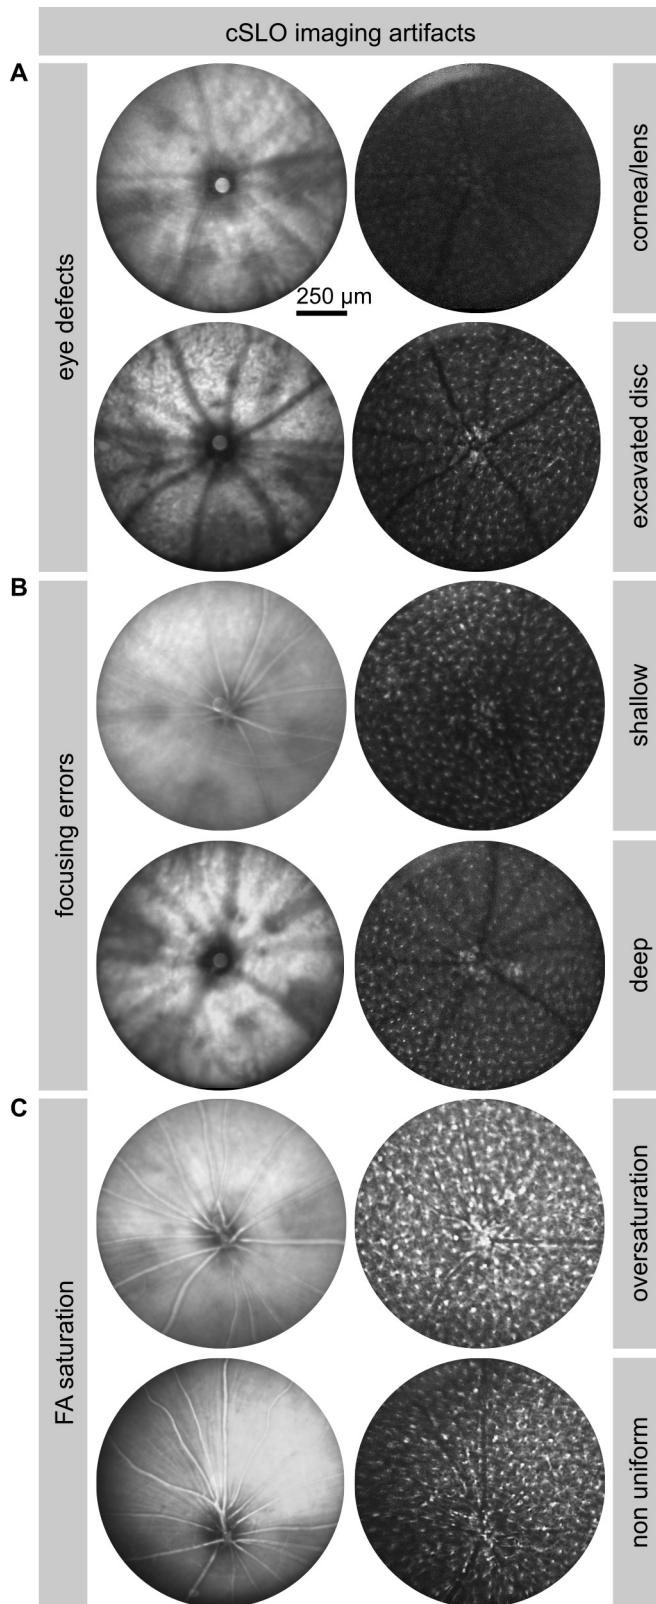 cSLO imaging artifacts
A
eye defects
cornea/lens
250 µm
excavated disc
B
focusing errors
shallow
deep
C
FA saturation
oversaturation
non uniform